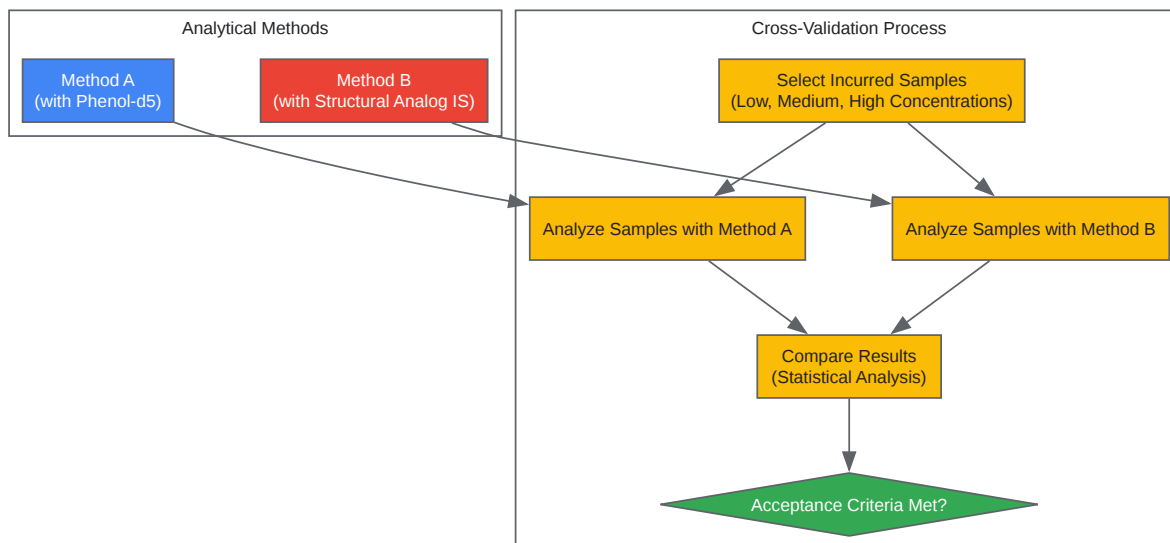 Analytical Methods
Method A
(with Phenol-d5)
Method B
(with Structural Analog IS)
Cross-Validation Process
Select Incurred Samples
(Low, Medium, High Concentrations)
Analyze Samples with Method A
Analyze Samples with Method B
Compare Results
(Statistical Analysis)
Acceptance Criteria Met?